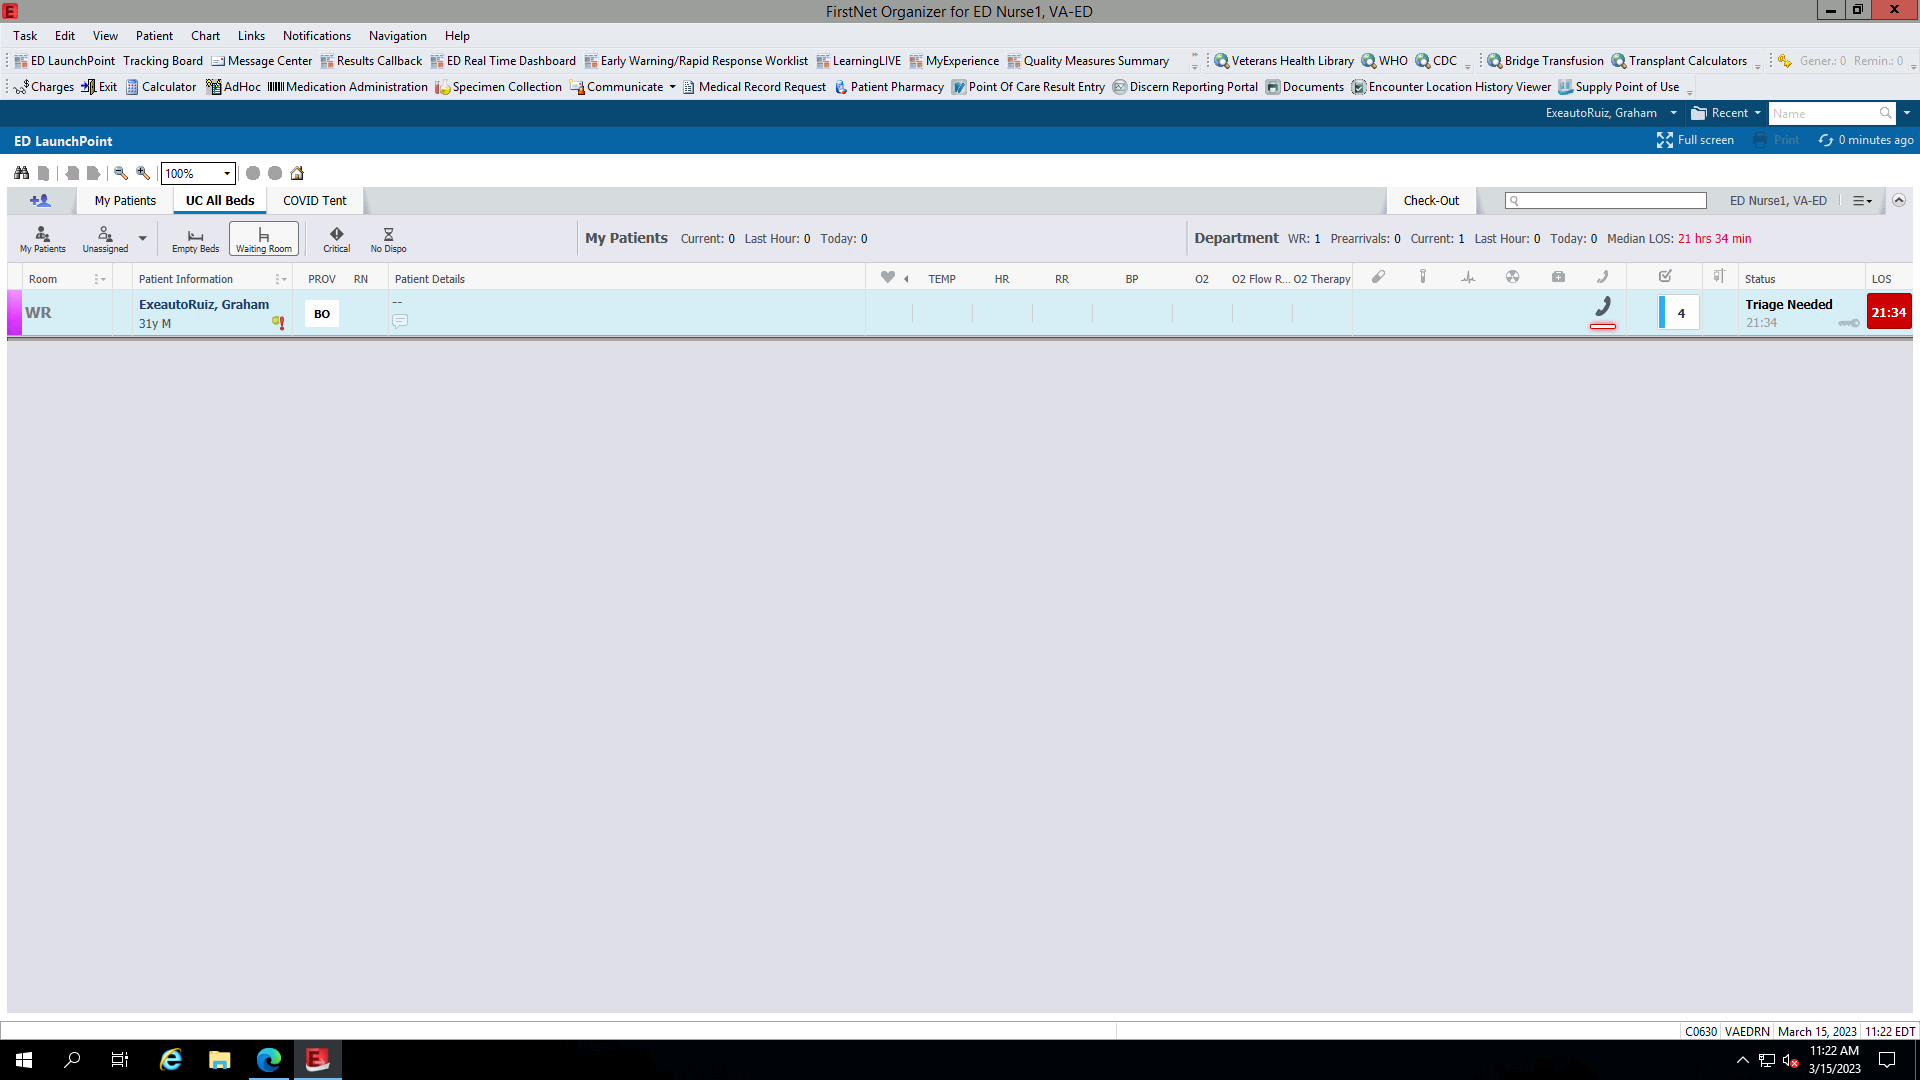 FirstNet Organizer for ED Nurse1, VA-ED
Task Edit View Patient Chart Links Notifications Navigation Help
ED LaunchPoint Tracking Board Message Center Results Callback ED Real Time Dashboard Early Warning/Rapid Response Worklist LearningLIVE MyExperience Quality Measures Summary Veterans Health Library WHO CDC Bridge Transfusion Transplant Calculators Gener.: 0 Remin.: 0
Charges Exit Calculator AdHoc Medication Administration Specimen Collection Communicate Medical Record Request Patient Pharmacy Point Of Care Result Entry Discern Reporting Portal Documents Encounter Location History Viewer Supply Point of Use
ExeautoRuiz, Graham Recent Name
ED LaunchPoint Full screen Print 0 minutes ago
100%
My Patients UC All Beds COVID Tent Check-Out ED Nurse1, VA-ED
My Patients Unassigned Empty Beds Waiting Room Critical No Dispo My Patients Current: 0 Last Hour: 0 Today: 0 Department WR: 1 Prearrivals: 0 Current: 1 Last Hour: 0 Today: 0 Median LOS: 21 hrs 34 min
Room Patient Information PROV RN Patient Details TEMP HR RR BP O2 O2 Flow R... O2 Therapy Status LOS
WR ExeautoRuiz, Graham BO -- 4 Triage Needed 21:34
31y M 21:34
C0630 VAEDRN March 15, 2023 11:22 EDT
11:22 AM
3/15/2023